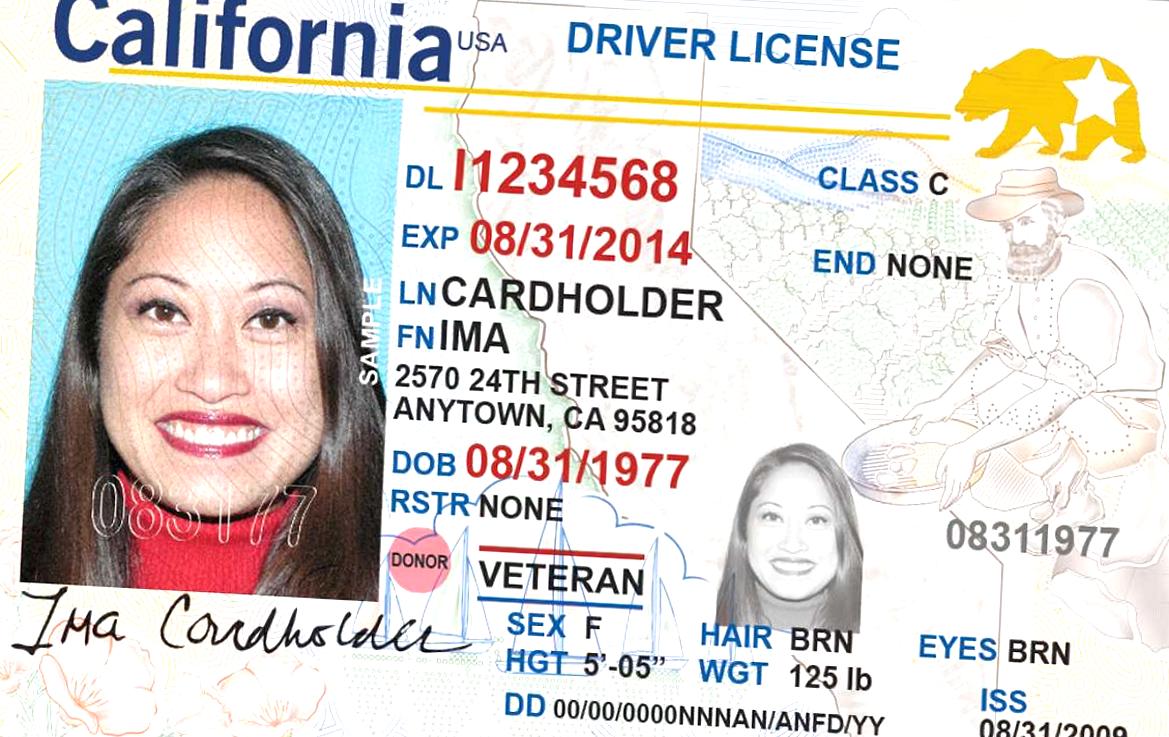 California USA DRIVER LICENSE
DL I1234568
CLASS C
EXP 08/31/2014
END NONE
LN CARDHOLDER
FN IMA
2570 24TH STREET
ANYTOWN, CA 95818
DOB 08/31/1977
RSTR NONE
SAMPLE
083177
08311977
DONOR
VETERAN
Ima Cardholder
SEX F HAIR BRN EYES BRN
HGT 5'-05" WGT 125 lb
ISS
DD 00/00/0000NNNAN/ANFD/YY
08/31/2009